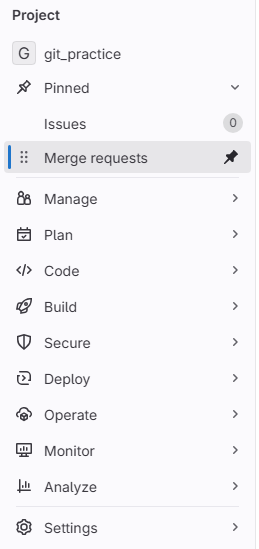 Project
G git_practice
Pinned
Issues 0
Merge requests
Manage
Plan
Code
Build
Secure
Deploy
Operate
Monitor
Analyze
Settings